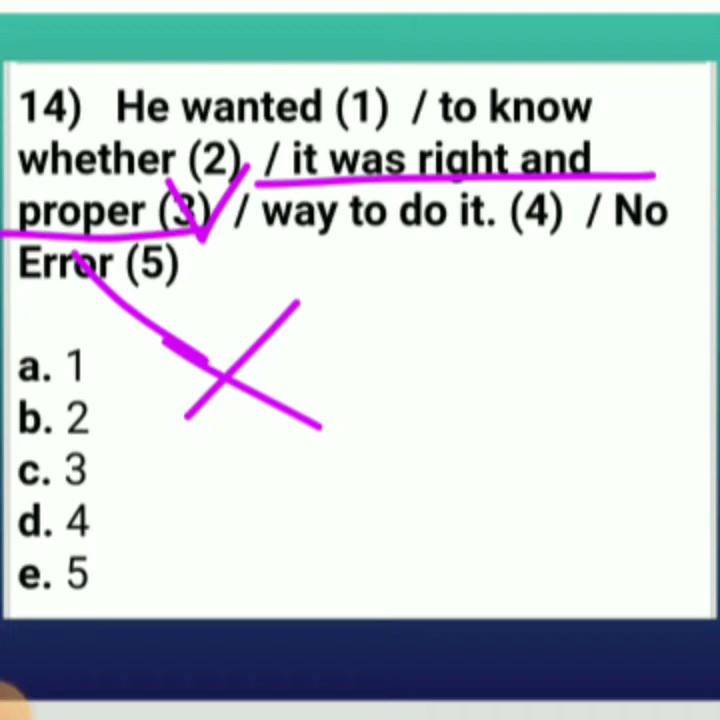 14) He wanted (1) / to know
whether (2) / it was right and
proper (3) / way to do it. (4) / No
Error (5)
a. 1
b. 2
c. 3
d. 4
e. 5